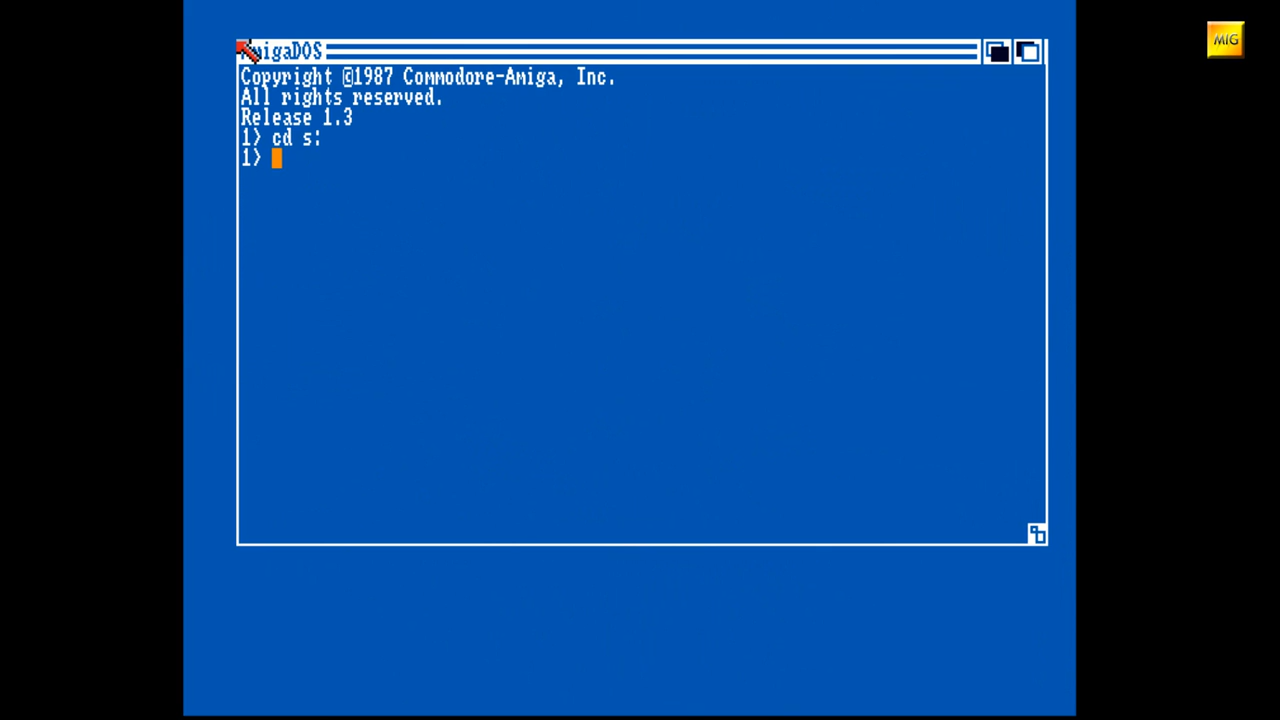 AmigaDOS
Copyright ©1987 Commodore-Amiga, Inc.
All rights reserved.
Release 1.3
1> cd s:
1>
MIG